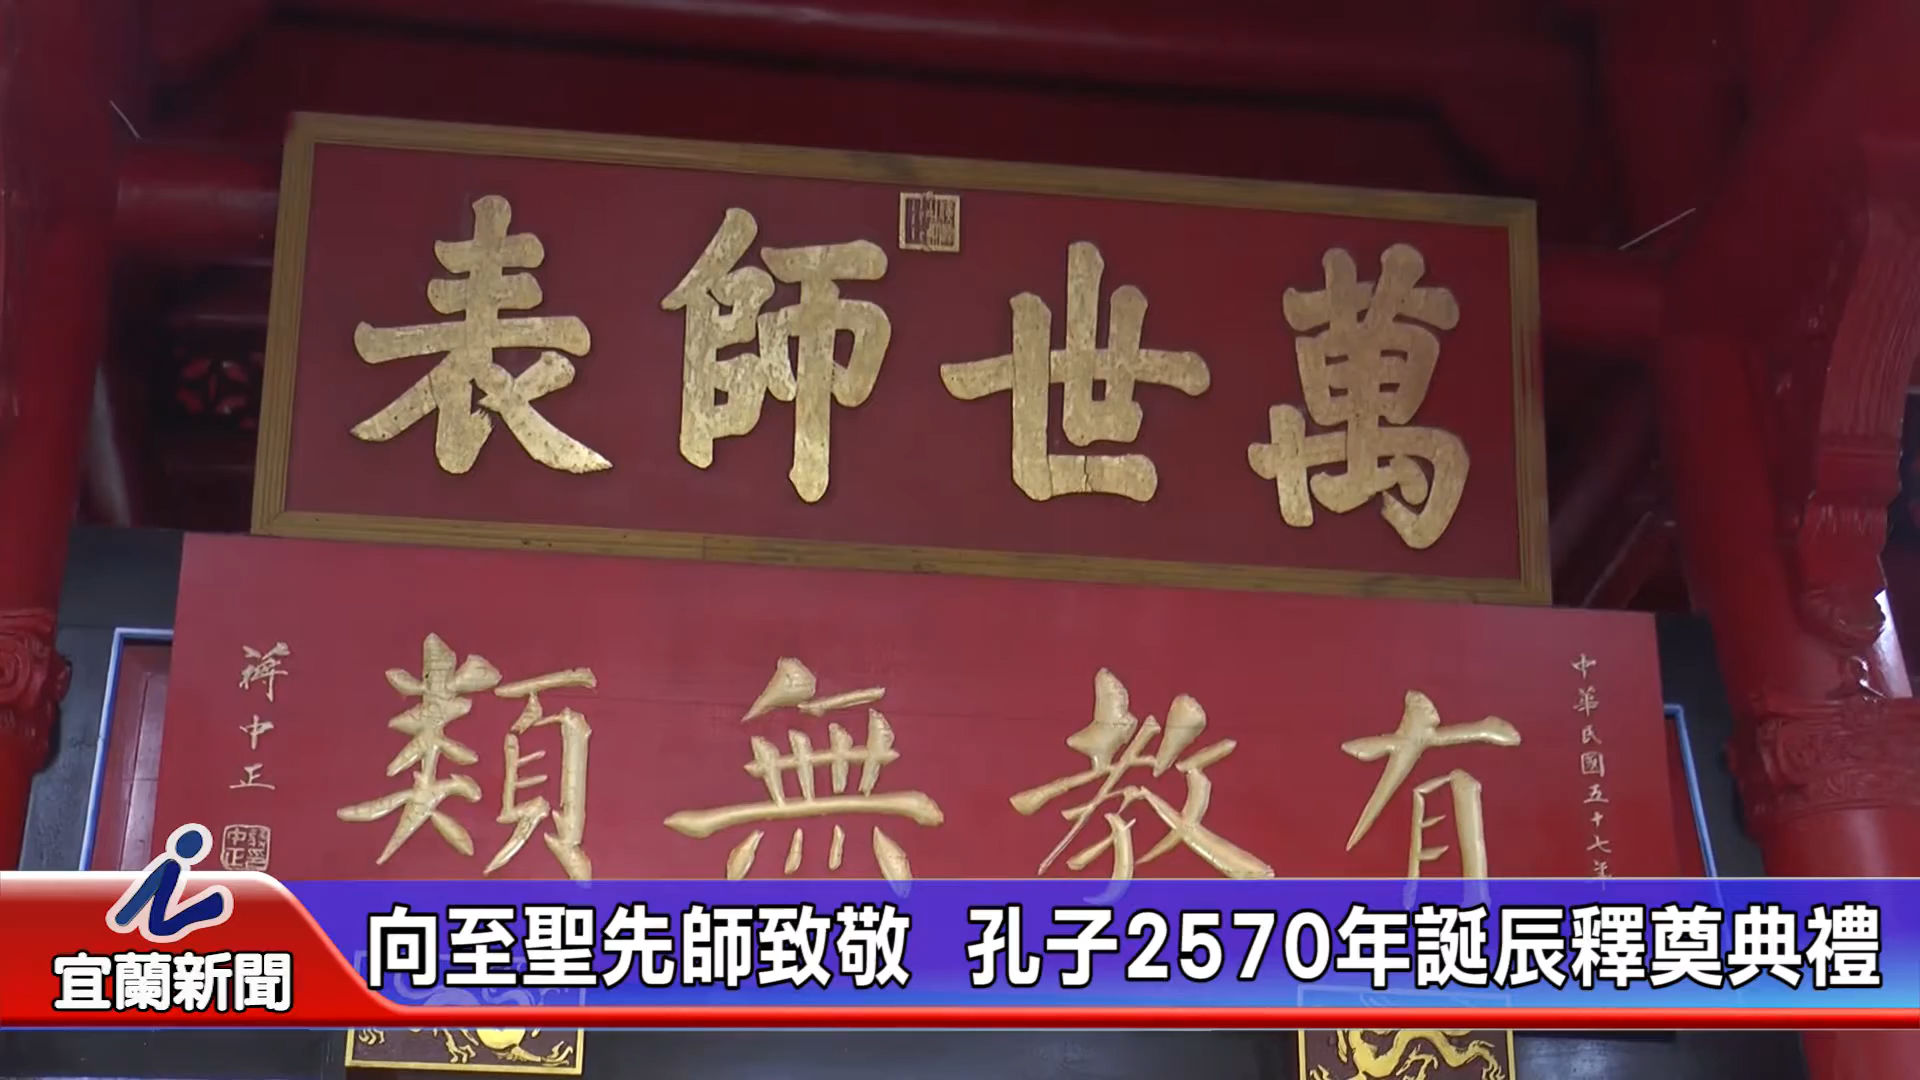 萬世師表
有教無類
中華民國五十七年
蔣中正
宜蘭新聞
向至聖先師致敬 孔子2570年誕辰釋奠典禮